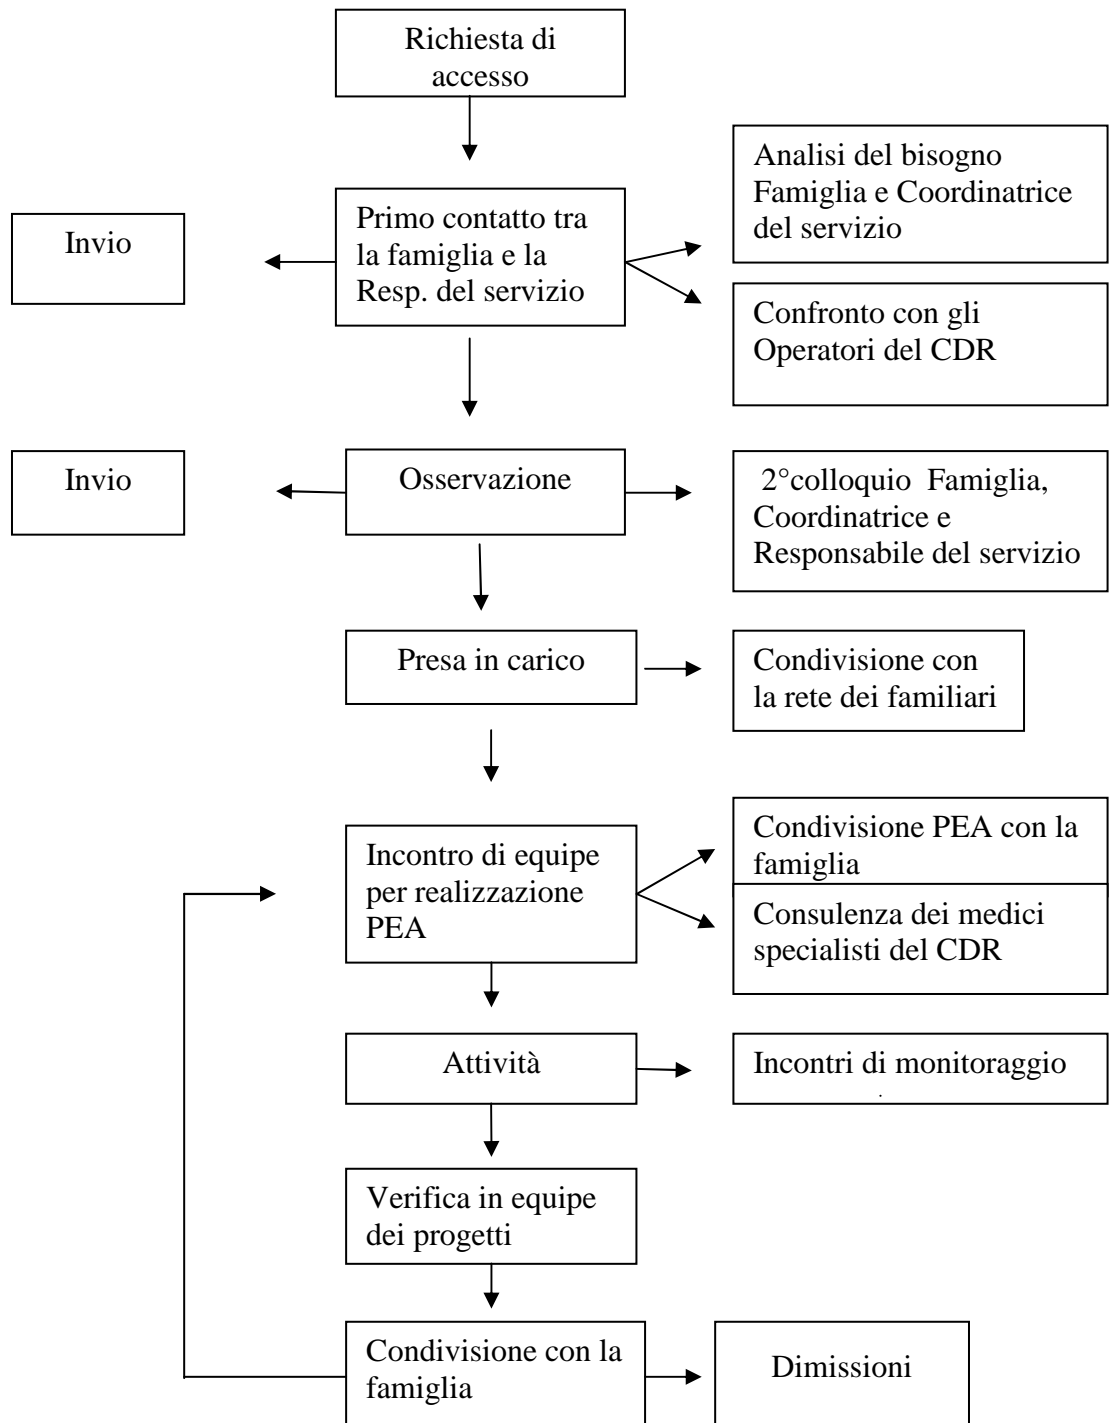 Richiesta di
accesso
Analisi del bisogno
Famiglia e Coordinatrice
del servizio
Invio
Primo contatto tra
la famiglia e la
Resp. del servizio
Confronto con gli
Operatori del CDR
Invio
Osservazione
2°colloquio Famiglia,
Coordinatrice e
Responsabile del servizio
Presa in carico
Condivisione con
la rete dei familiari
Incontro di equipe
per realizzazione
PEA
Condivisione PEA con la
famiglia
Consulenza dei medici
specialisti del CDR
Attività
Incontri di monitoraggio
.
Verifica in equipe
dei progetti
Condivisione con la
famiglia
Dimissioni